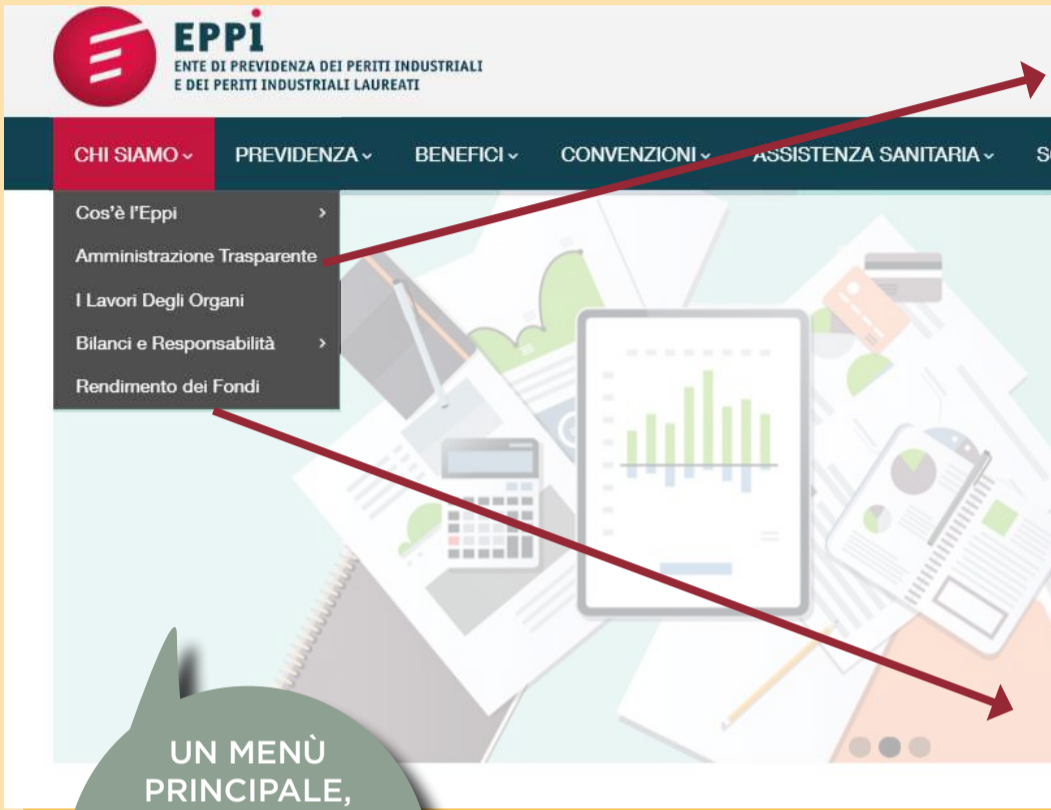 EPPi
ENTE DI PREVIDENZA DEI PERITI INDUSTRIALI
E DEI PERITI INDUSTRIALI LAUREATI
CHI SIAMO PREVIDENZA BENEFICI CONVENZIONI ASSISTENZA SANITARIA
Cos'è l'Eppi
Amministrazione Trasparente
I Lavori Degli Organi
Bilanci e Responsabilità
Rendimento dei Fondi
UN MENÙ
PRINCIPALE,